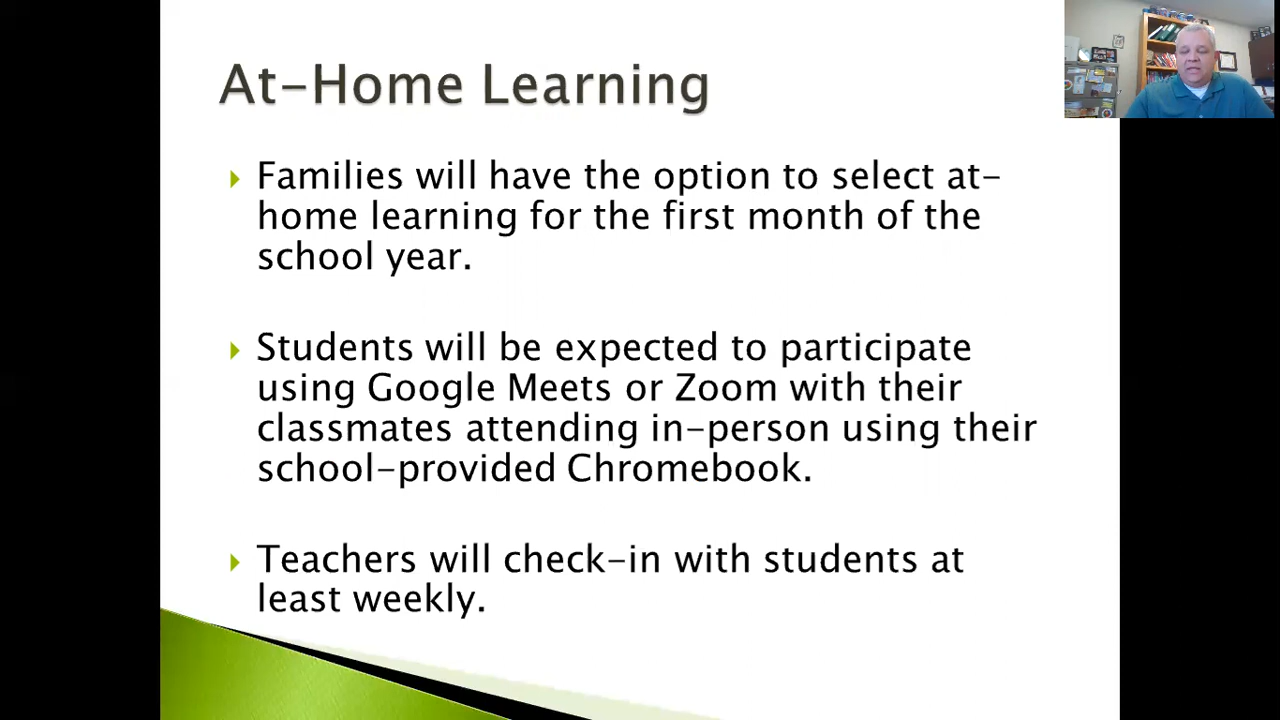 At-Home Learning
Families will have the option to select at-
home learning for the first month of the
school year.
Students will be expected to participate
using Google Meets or Zoom with their
classmates attending in-person using their
school-provided Chromebook.
Teachers will check-in with students at
least weekly.